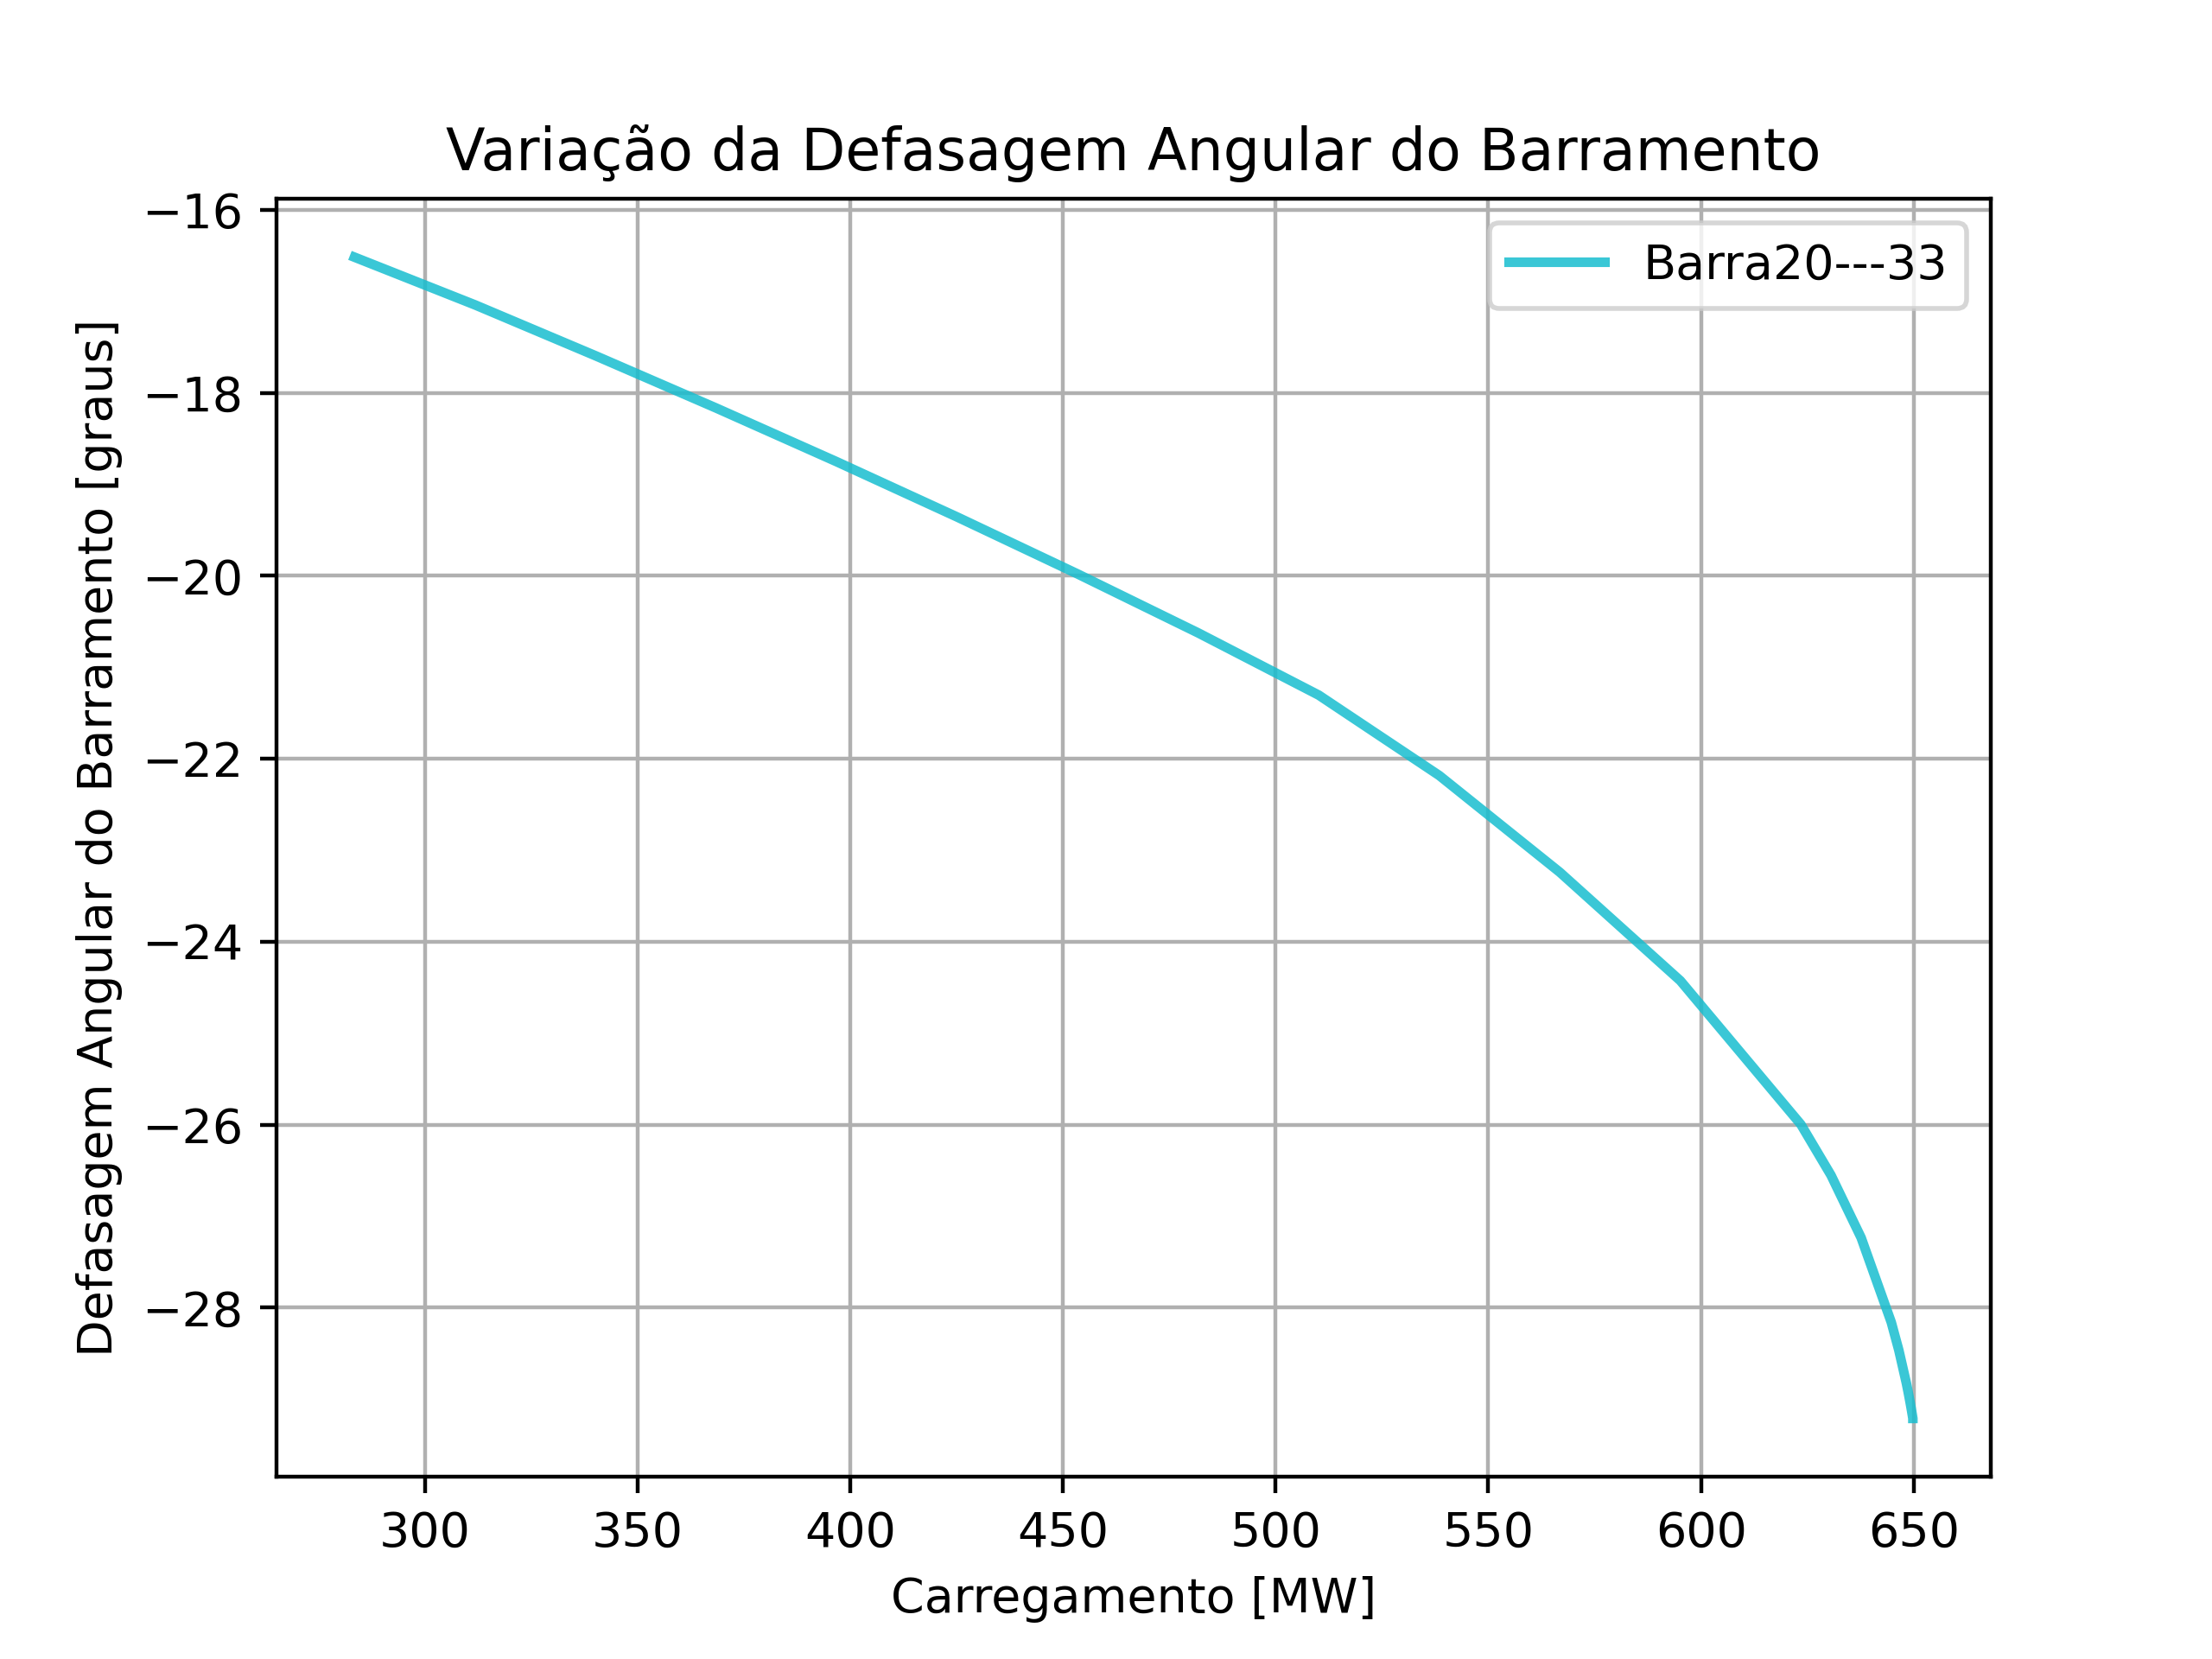 Variação da Defasagem Angular do Barramento
Barra20---33
Defasagem Angular do Barramento [graus]
−16
−18
−20
−22
−24
−26
−28
300 350 400 450 500 550 600 650
Carregamento [MW]